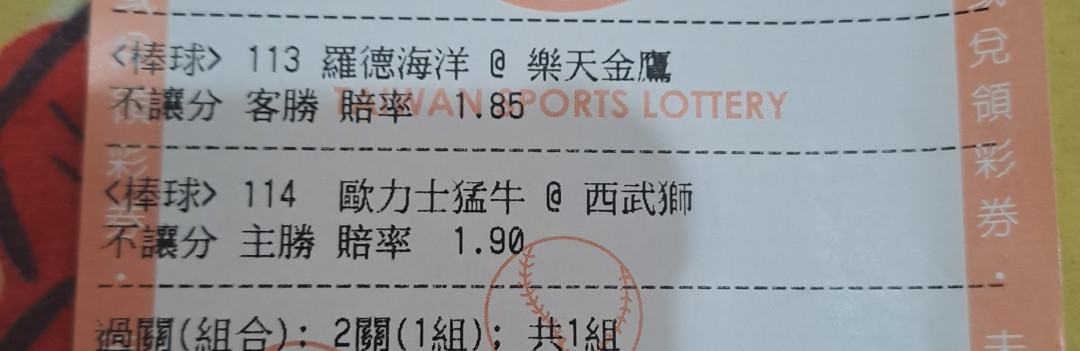 <棒球> 113 羅德海洋 @ 樂天金鷹
不讓分 客勝 賠率 1.85
TAIWAN SPORTS LOTTERY
<棒球> 114 歐力士猛牛 @ 西武獅
不讓分 主勝 賠率 1.90
過關(組合): 2關(1組); 共1組
兌領彩券·
領彩券·